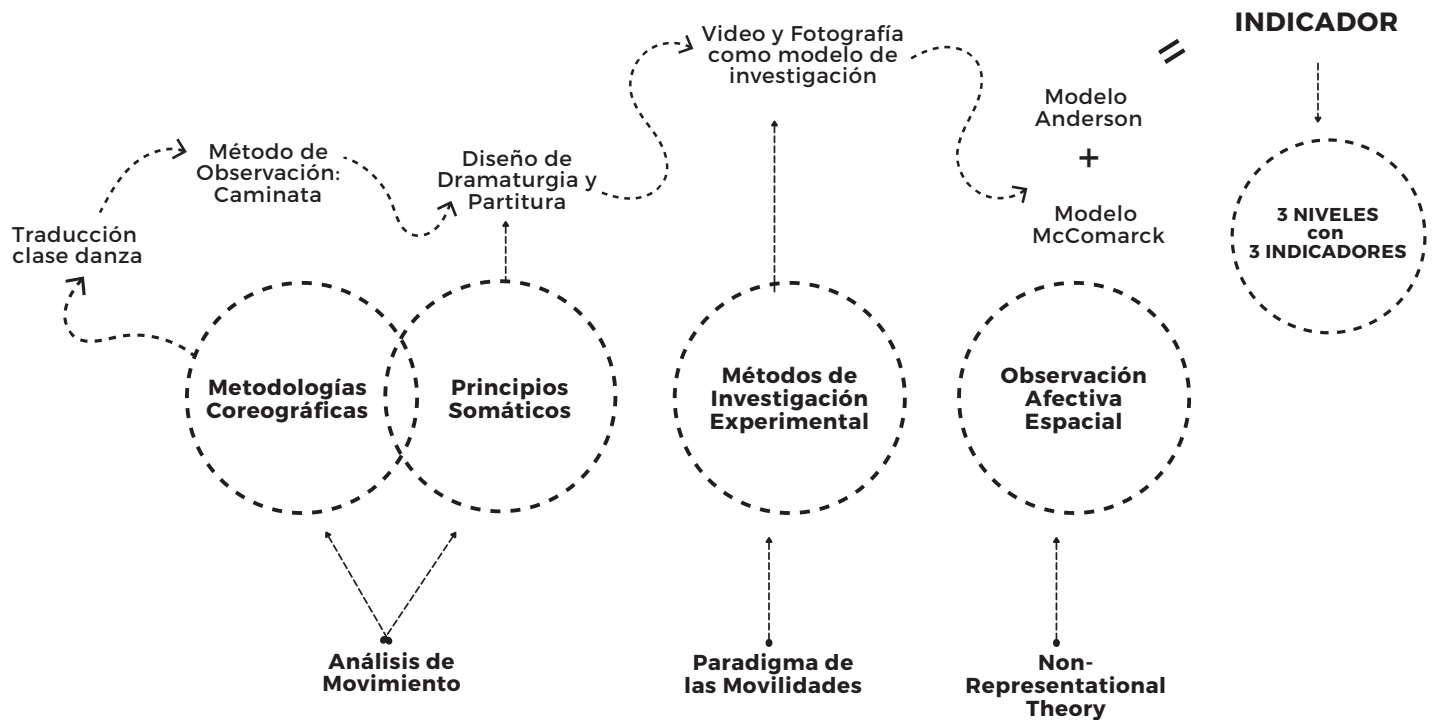 INDICADOR
Video y Fotografía
como modelo de
investigación
=
Modelo
Anderson
+
Modelo
McComarck
Método de
Observación:
Caminata
Diseño de
Dramaturgia y
Partitura
Traducción
clase danza
3 NIVELES
con
3 INDICADORES
Metodologías
Coreográficas
Principios
Somáticos
Métodos de
Investigación
Experimental
Observación
Afectiva
Espacial
Análisis de
Movimiento
Paradigma de
las Movilidades
Non-
Representational
Theory